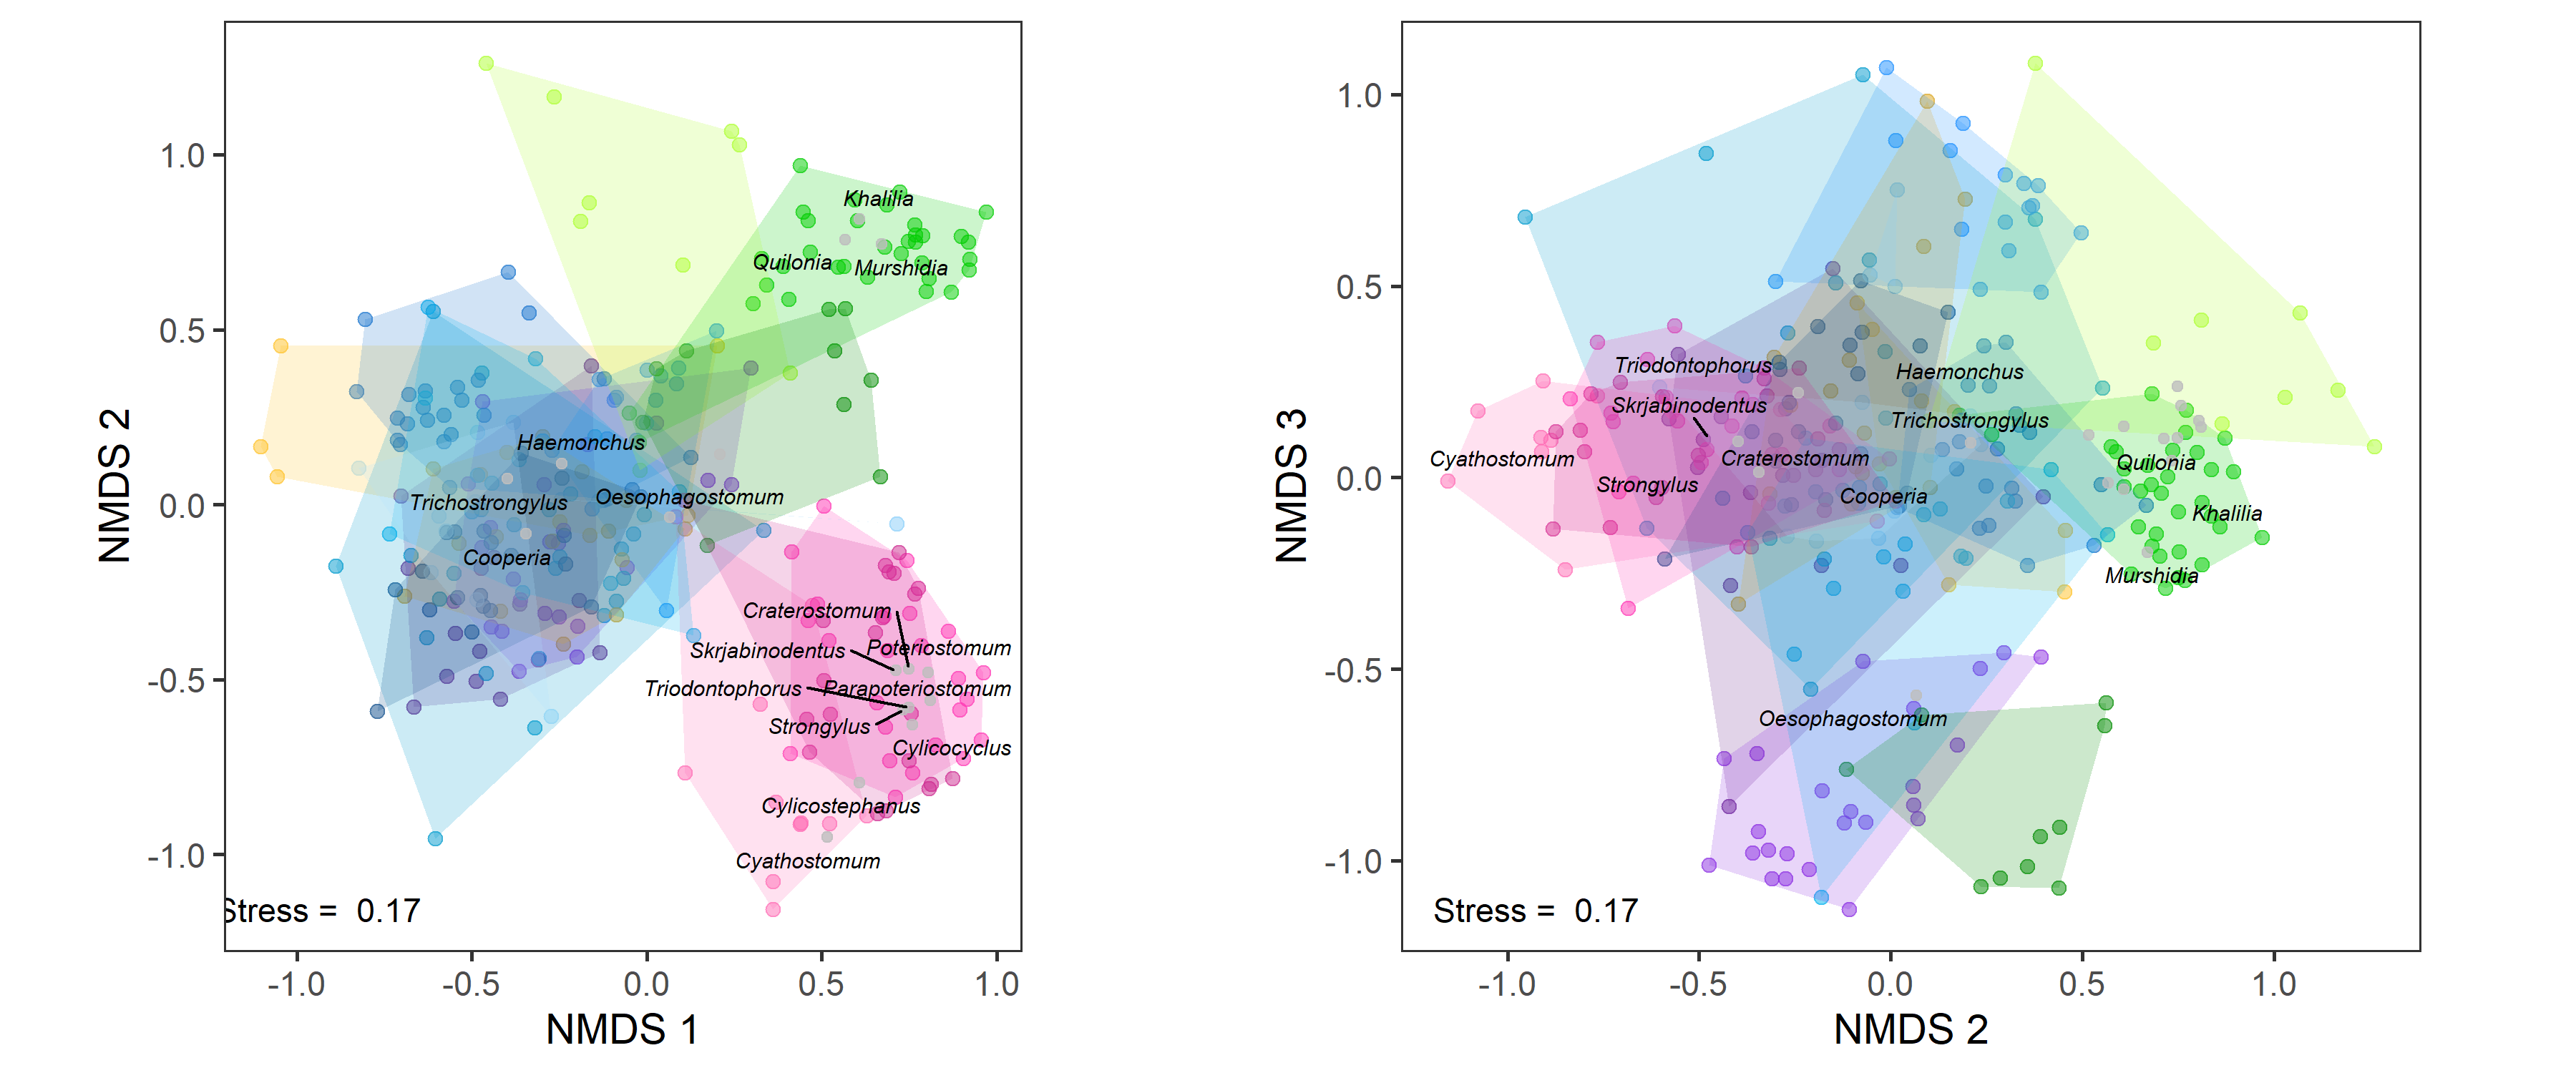 Khalilia
Quilonia
Murshidia
Haemonchus
Trichostrongylus
Oesophagostomum
Cooperia
Craterostomum
Skrjabinodentus
Poteriostomum
Triodontophorus
Parapoteriostomum
Strongylus
Cylicocyclus
Cylicostephanus
Cyathostomum
Stress = 0.17
1.0
0.5
0.0
-0.5
-1.0
NMDS 2
-1.0 -0.5 0.0 0.5 1.0
NMDS 1
Triodontophorus
Haemonchus
Skrjabinodentus
Trichostrongylus
Cyathostomum
Craterostomum
Quilonia
Strongylus
Cooperia
Khalilia
Murshidia
Oesophagostomum
Stress = 0.17
1.0
0.5
0.0
-0.5
-1.0
NMDS 3
-1.0 -0.5 0.0 0.5 1.0
NMDS 2